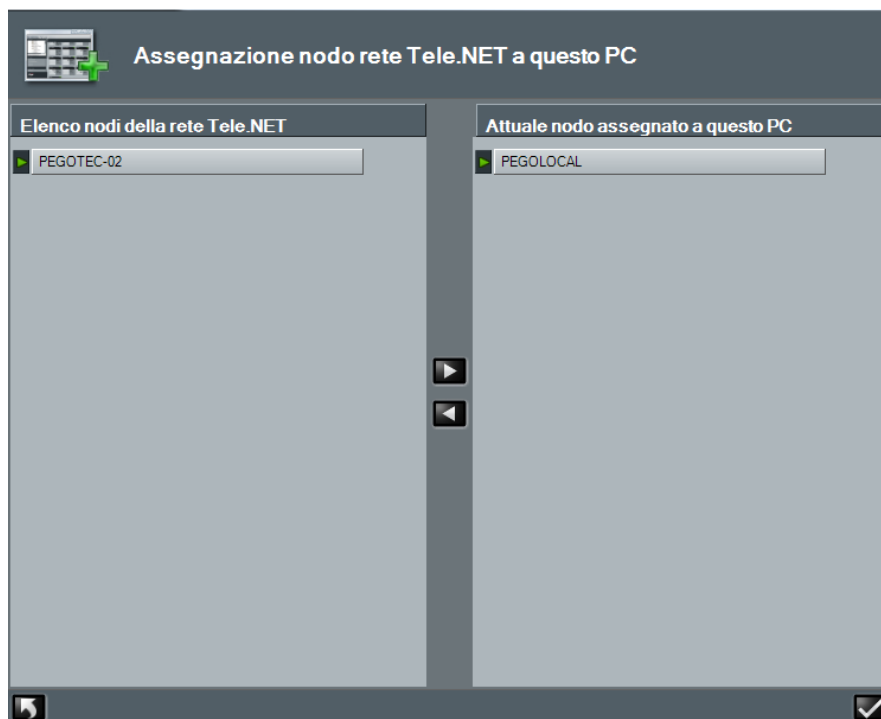 Assegnazione nodo rete Tele.NET a questo PC
Elenco nodi della rete Tele.NET
PEGOTEC-02
Attuale nodo assegnato a questo PC
PEGOLOCAL